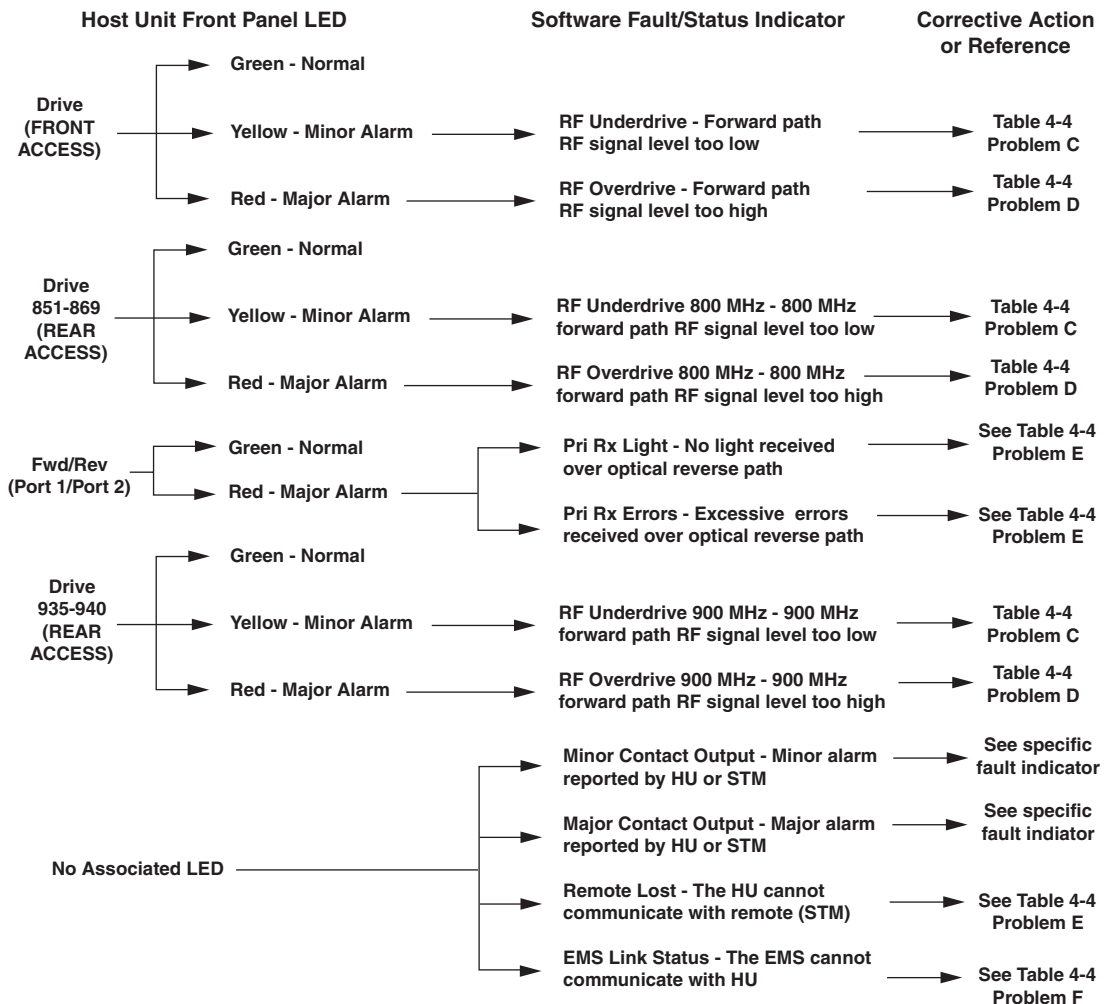 Host Unit Front Panel LED
Software Fault/Status Indicator
Corrective Action
or Reference
Drive
(FRONT
ACCESS)
Green - Normal
Yellow - Minor Alarm
RF Underdrive - Forward path
RF signal level too low
Table 4-4
Problem C
Red - Major Alarm
RF Overdrive - Forward path
RF signal level too high
Table 4-4
Problem D
Drive
851-869
(REAR
ACCESS)
Green - Normal
Yellow - Minor Alarm
RF Underdrive 800 MHz - 800 MHz
forward path RF signal level too low
Table 4-4
Problem C
Red - Major Alarm
RF Overdrive 800 MHz - 800 MHz
forward path RF signal level too high
Table 4-4
Problem D
Fwd/Rev
(Port 1/Port 2)
Green - Normal
Red - Major Alarm
Pri Rx Light - No light received
over optical reverse path
See Table 4-4
Problem E
Pri Rx Errors - Excessive errors
received over optical reverse path
See Table 4-4
Problem E
Drive
935-940
(REAR
ACCESS)
Green - Normal
Yellow - Minor Alarm
RF Underdrive 900 MHz - 900 MHz
forward path RF signal level too low
Table 4-4
Problem C
Red - Major Alarm
RF Overdrive 900 MHz - 900 MHz
forward path RF signal level too high
Table 4-4
Problem D
No Associated LED
Minor Contact Output - Minor alarm
reported by HU or STM
See specific
fault indicator
Major Contact Output - Major alarm
reported by HU or STM
See specific
fault indiator
Remote Lost - The HU cannot
communicate with remote (STM)
See Table 4-4
Problem E
EMS Link Status - The EMS cannot
communicate with HU
See Table 4-4
Problem F